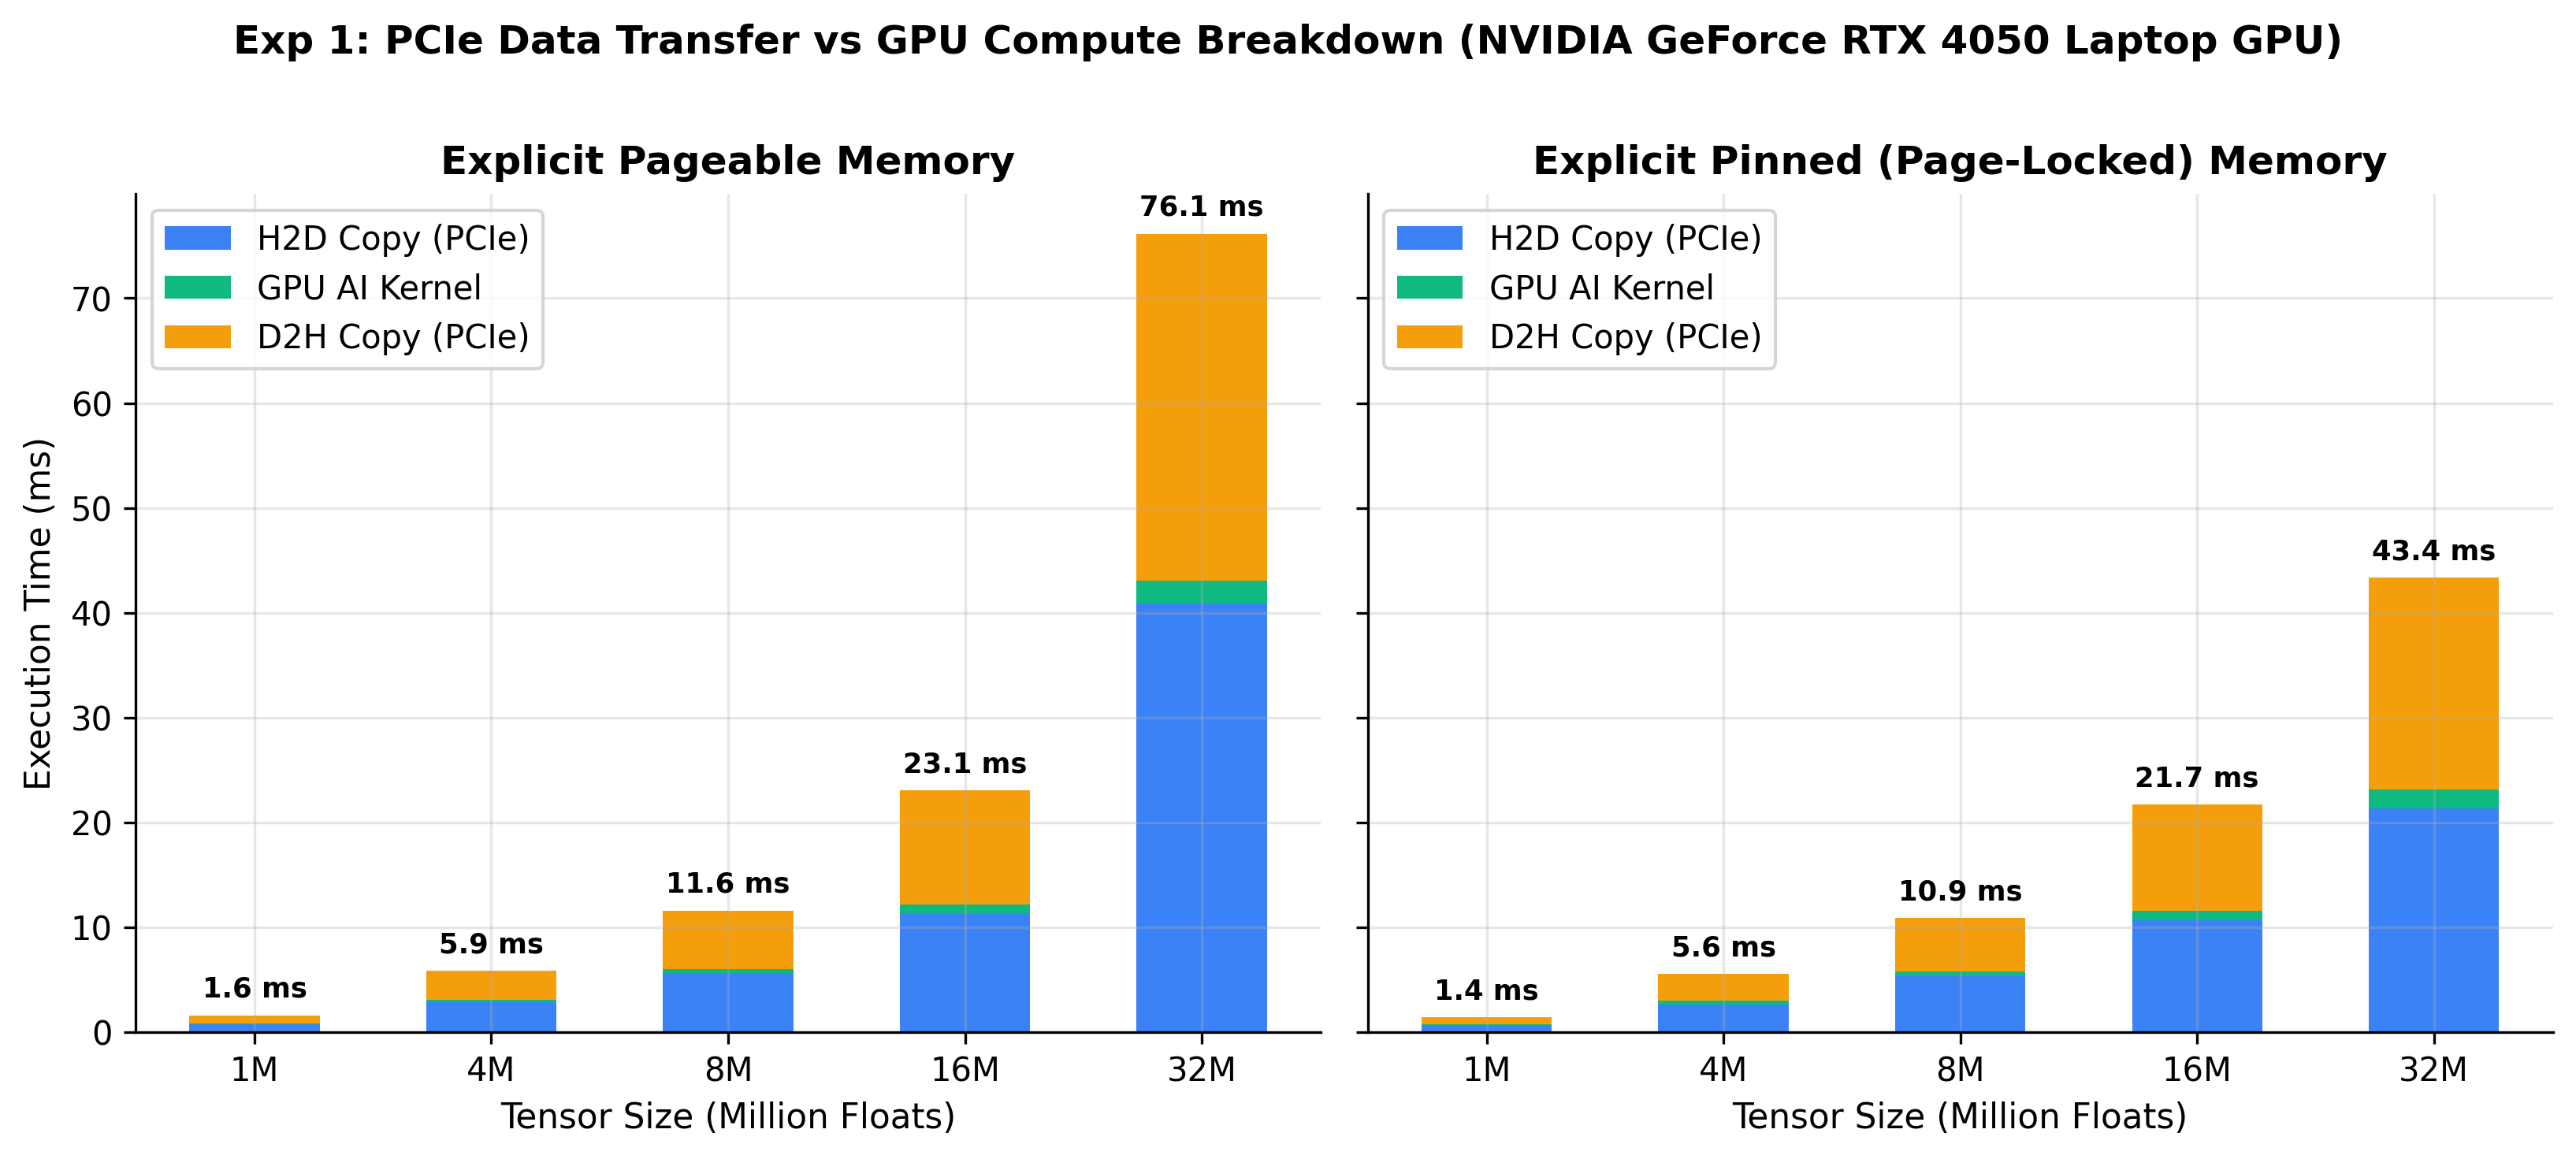 Exp 1: PCIe Data Transfer vs GPU Compute Breakdown (NVIDIA GeForce RTX 4050 Laptop GPU)
Explicit Pageable Memory
H2D Copy (PCIe)
GPU AI Kernel
D2H Copy (PCIe)
Execution Time (ms)
70
60
50
40
30
20
10
0
1.6 ms
5.9 ms
11.6 ms
23.1 ms
76.1 ms
1M
4M
8M
16M
32M
Tensor Size (Million Floats)
Explicit Pinned (Page-Locked) Memory
H2D Copy (PCIe)
GPU AI Kernel
D2H Copy (PCIe)
1.4 ms
5.6 ms
10.9 ms
21.7 ms
43.4 ms
1M
4M
8M
16M
32M
Tensor Size (Million Floats)